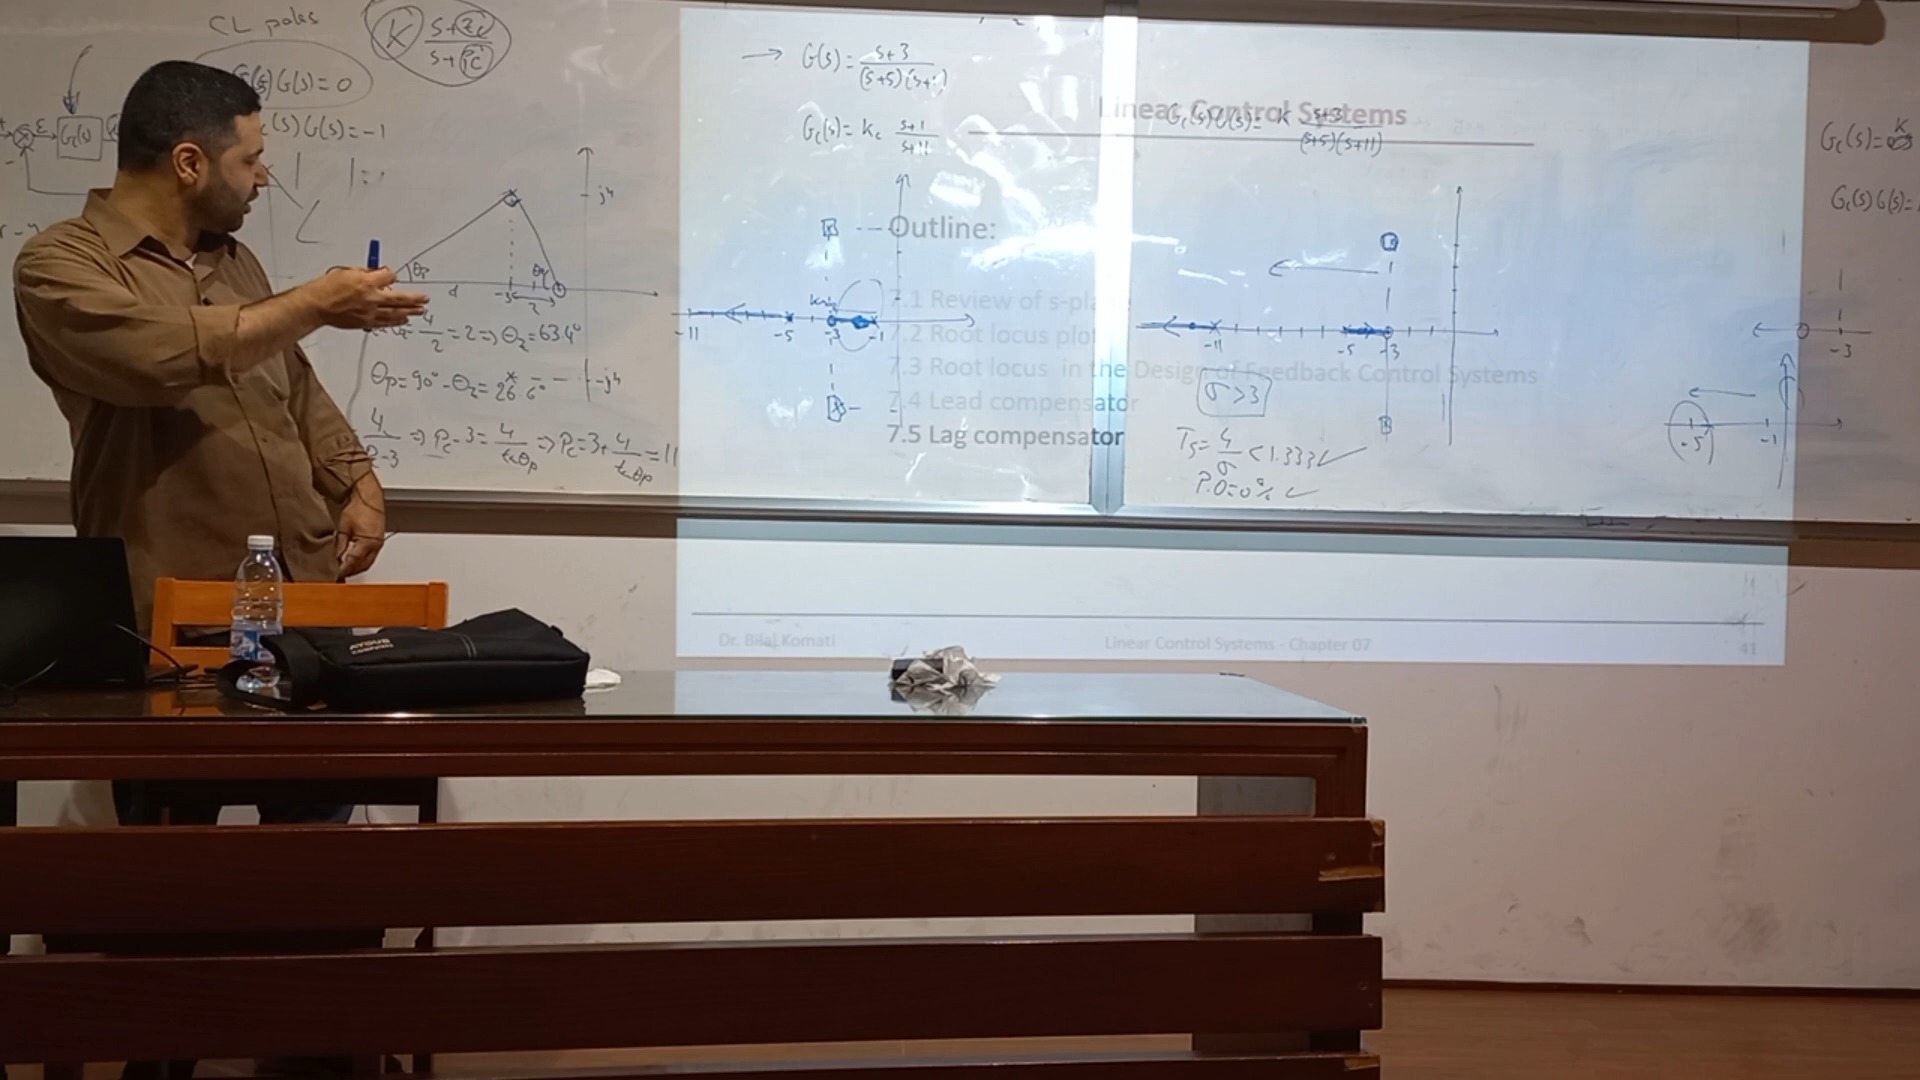 CL poles
K (s+zc)/(s+pc)
G(s)=0
G(s)=-1
ε
Gc(s)
j4
θp
d
-3
2
4/2=2⇒θz=63.4°
θp=90°-θz=26.6°
-j4
4/P-3⇒Pc-3=4/tgθp⇒Pc=3+4/tgθp=11
→ G(s)=s+3/(s+5)(s+1)
Gc(s)=Kc s+1/s+11
-11
-5
-3
-1
Linear Control Systems
Gc(s)G(s)=K s+3/(s+5)(s+11)
Outline:
7.1 Review of s-plane
7.2 Root locus plot
7.3 Root locus in the Design of Feedback Control Systems
7.4 Lead compensator
7.5 Lag compensator
-11
-5
-3
σ>3
Ts=4/σ<1.333✓
P.O=0%✓
Gc(s)=K
Gc(s)G(s)=
-3
-5
-1
Dr. Bilal Komati
Linear Control Systems - Chapter 07
41